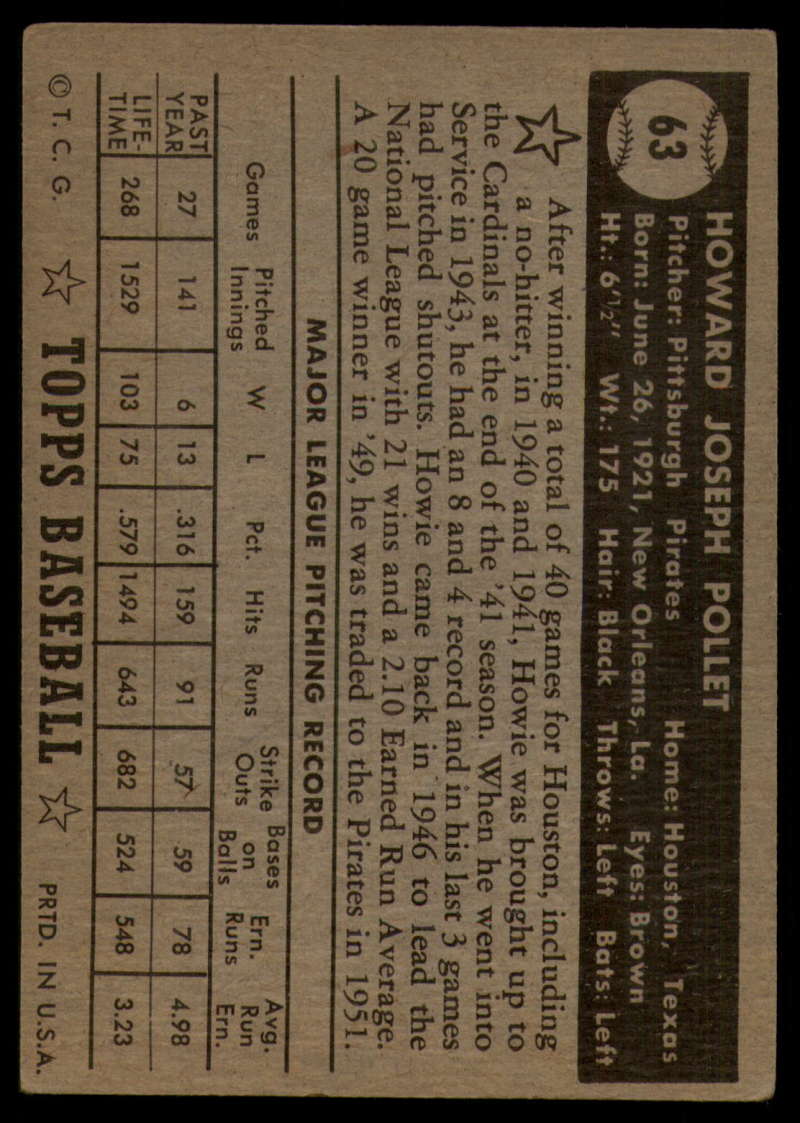 63
HOWARD JOSEPH POLLET
Pitcher: Pittsburgh Pirates Home: Houston, Texas
Born: June 26, 1921, New Orleans, La. Eyes: Brown
Ht.: 6'½" Wt.: 175 Hair: Black Throws: Left Bats: Left
After winning a total of 40 games for Houston, including
a no-hitter, in 1940 and 1941, Howie was brought up to
the Cardinals at the end of the '41 season. When he went into
Service in 1943, he had an 8 and 4 record and in his last 3 games
had pitched shutouts. Howie came back in 1946 to lead the
National League with 21 wins and a 2.10 Earned Run Average.
A 20 game winner in '49, he was traded to the Pirates in 1951.
MAJOR LEAGUE PITCHING RECORD
Games Pitched Innings W L Pct. Hits Runs Strike Outs Bases on Balls Ern. Runs Avg. Run Ern.
PAST YEAR 27 141 6 13 .316 159 91 57 59 78 4.98
LIFE-TIME 268 1529 103 75 .579 1494 643 682 524 548 3.23
© T. C. G. TOPPS BASEBALL PRTD. IN U.S.A.